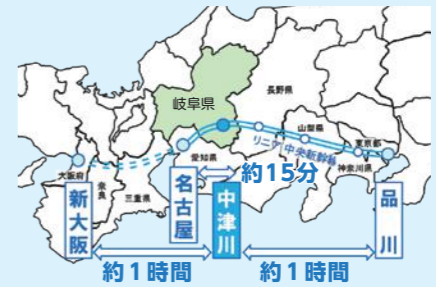 岐阜県
長野県
山梨県
リニア中央新幹線
東京都
神奈川県
愛知県
大阪府
奈良
三重県
約15分
新大阪
名古屋
中津川
品川
約1時間
約1時間